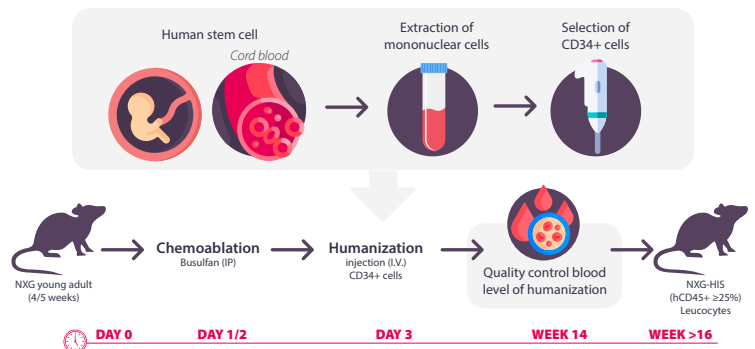 Human stem cell
Cord blood
Extraction of
mononuclear cells
Selection of
CD34+ cells
NXG young adult
(4/5 weeks)
Chemoablation
Busulfan (IP)
Humanization
injection (I.V.)
CD34+ cells
Quality control blood
level of humanization
NXG-HIS
(hCD45+ ≥25%)
Leucocytes
DAY 0
DAY 1/2
DAY 3
WEEK 14
WEEK >16